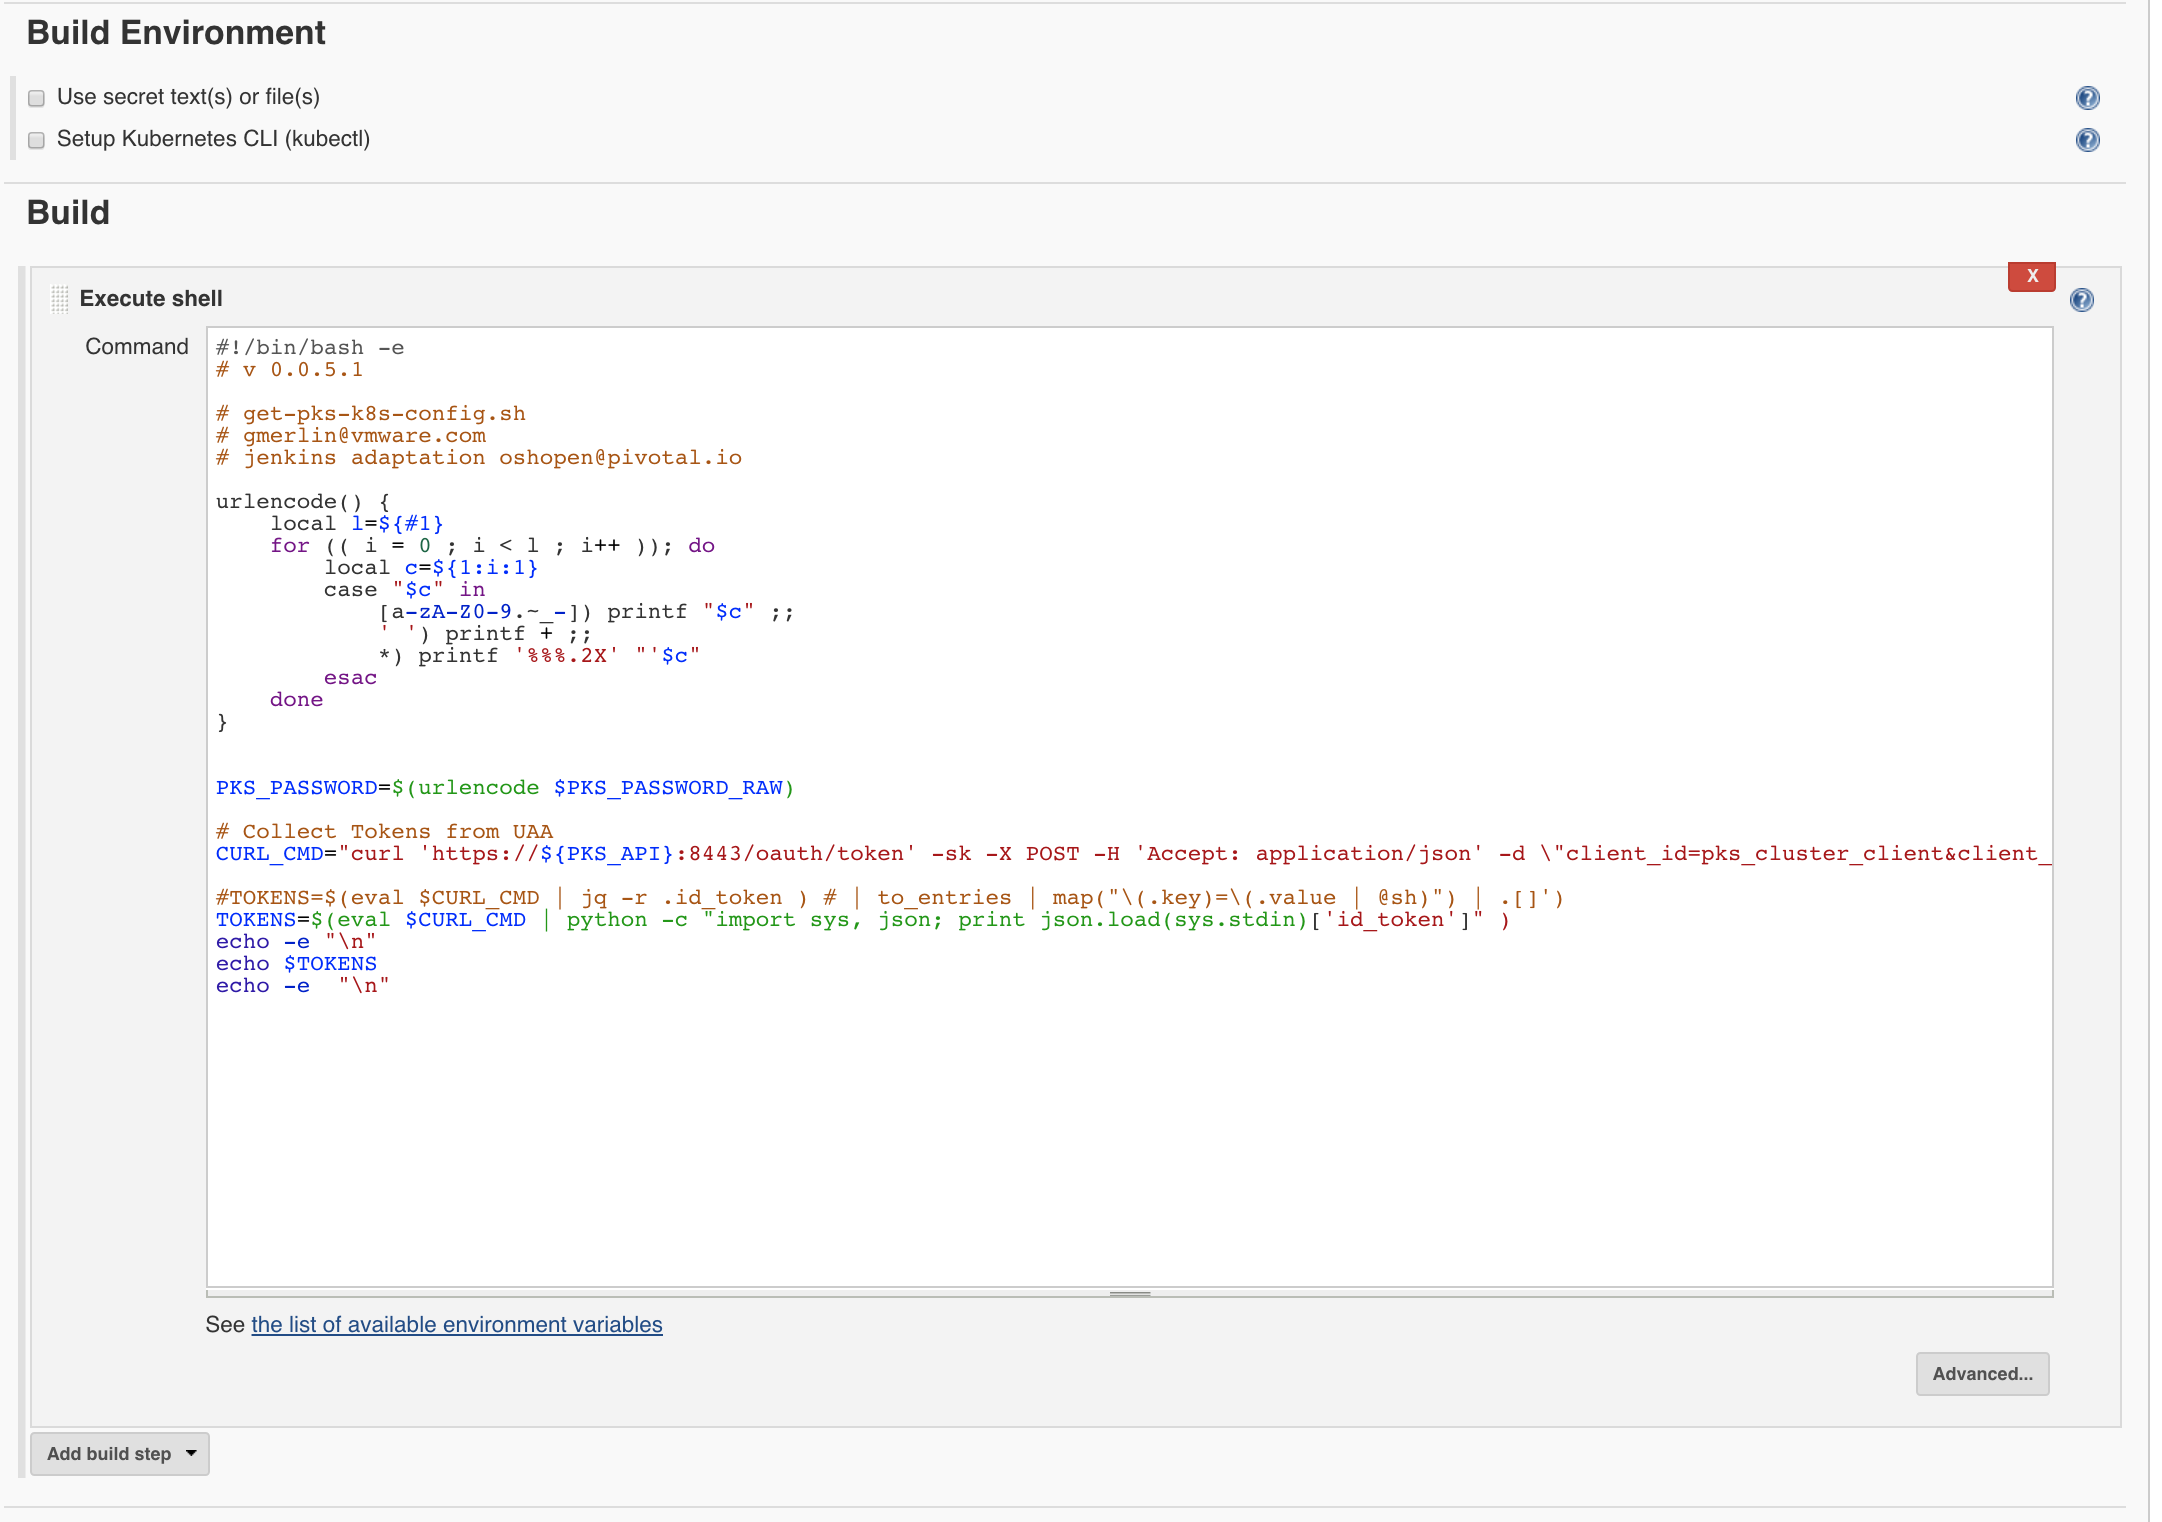 Build Environment
Use secret text(s) or file(s)
Setup Kubernetes CLI (kubectl)
Build
X
Execute shell
Command
#!/bin/bash -e
# v 0.0.5.1
# get-pks-k8s-config.sh
# gmerlin@vmware.com
# jenkins adaptation oshopen@pivotal.io
urlencode() {
    local l=${#1}
    for (( i = 0 ; i < l ; i++ )); do
        local c=${1:i:1}
        case "$c" in
            [a-zA-Z0-9.~_-]) printf "$c" ;;
            ' ') printf + ;;
            *) printf '%%%.2X' "'$c"
        esac
    done
}
PKS_PASSWORD=$(urlencode $PKS_PASSWORD_RAW)
# Collect Tokens from UAA
CURL_CMD="curl 'https://${PKS_API}:8443/oauth/token' -sk -X POST -H 'Accept: application/json' -d \"client_id=pks_cluster_client&client_
#TOKENS=$(eval $CURL_CMD | jq -r .id_token ) # | to_entries | map("\(.key)=\(.value | @sh)") | .[]')
TOKENS=$(eval $CURL_CMD | python -c "import sys, json; print json.load(sys.stdin)['id_token']" )
echo -e "\n"
echo $TOKENS
echo -e  "\n"
See the list of available environment variables
Advanced...
Add build step